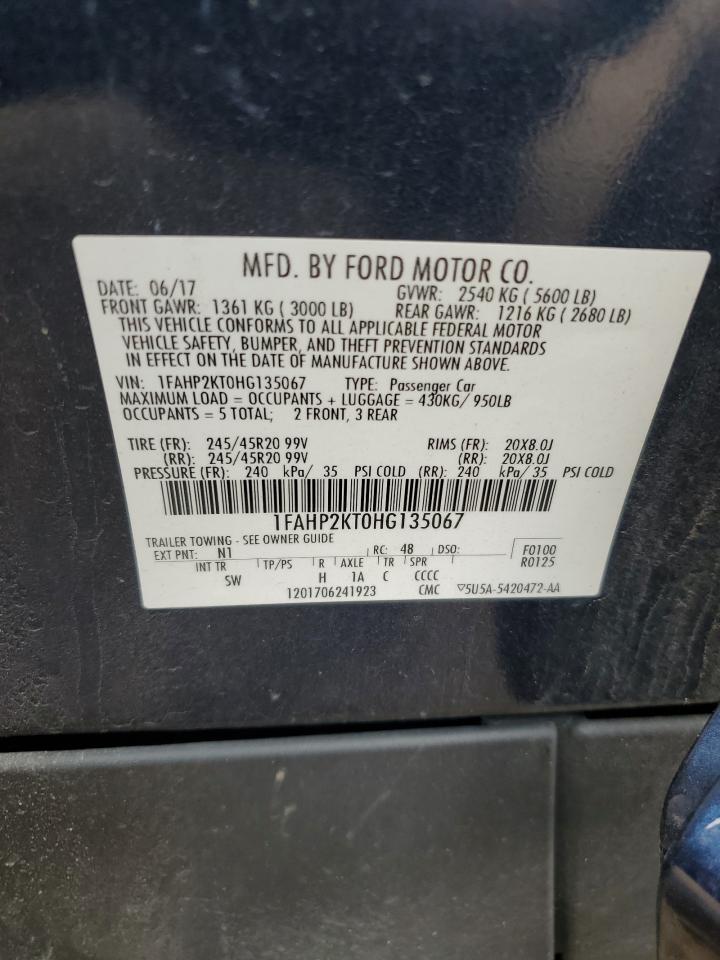 MFD. BY FORD MOTOR CO.
DATE: 06/17 GVWR: 2540 KG ( 5600 LB)
FRONT GAWR: 1361 KG ( 3000 LB) REAR GAWR: 1216 KG ( 2680 LB)
THIS VEHICLE CONFORMS TO ALL APPLICABLE FEDERAL MOTOR
VEHICLE SAFETY, BUMPER, AND THEFT PREVENTION STANDARDS
IN EFFECT ON THE DATE OF MANUFACTURE SHOWN ABOVE.
VIN: 1FAHP2KT0HG135067 TYPE: Passenger Car
MAXIMUM LOAD = OCCUPANTS + LUGGAGE = 430KG/ 950LB
OCCUPANTS = 5 TOTAL; 2 FRONT, 3 REAR
TIRE (FR): 245/45R20 99V RIMS (FR): 20X8.0J
(RR): 245/45R20 99V (RR): 20X8.0J
PRESSURE (FR): 240 kPa/ 35 PSI COLD (RR): 240 kPa/ 35 PSI COLD
1FAHP2KT0HG135067
TRAILER TOWING - SEE OWNER GUIDE
EXT PNT: N1 RC: 48 DSO: F0100
INT TR TP/PS R AXLE TR SPR R0125
SW H 1A C CCCC
1201706241923 CMC ▽5U5A-5420472-AA